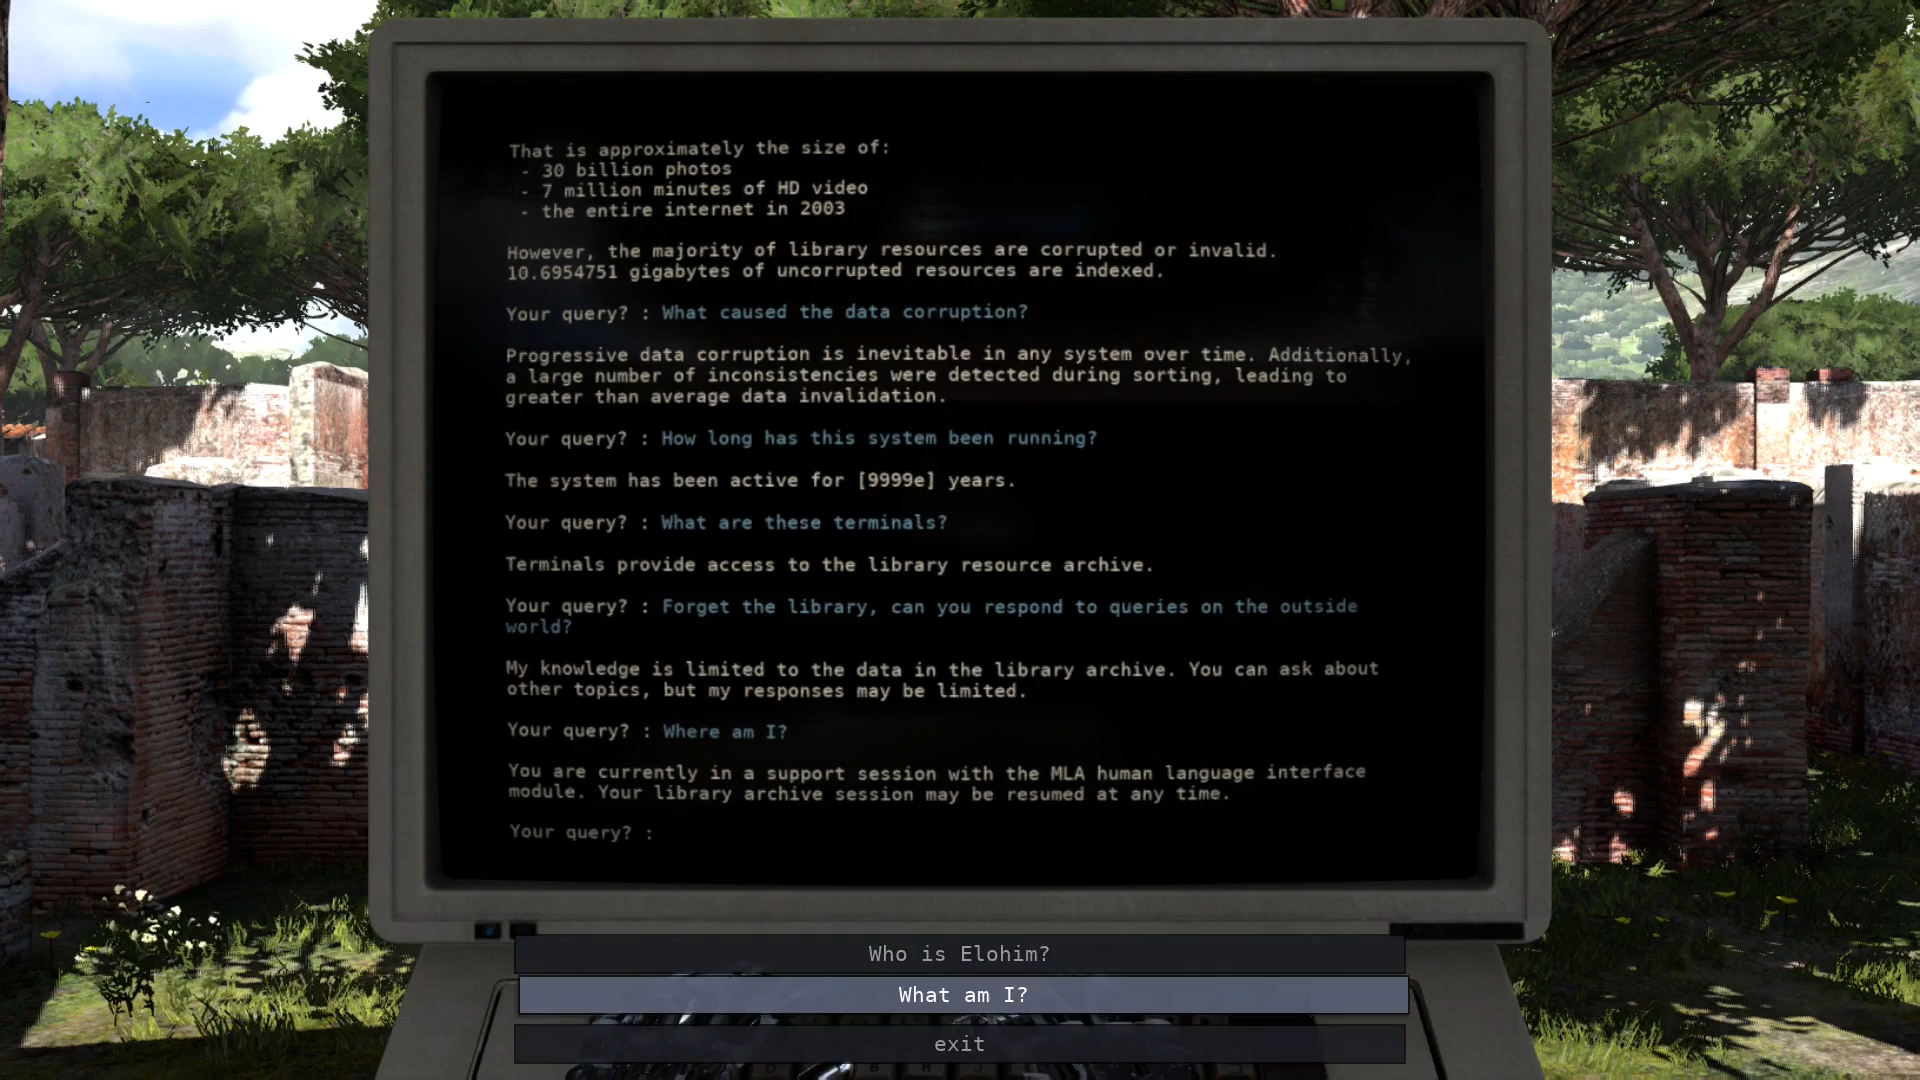 That is approximately the size of:
- 30 billion photos
- 7 million minutes of HD video
- the entire internet in 2003
However, the majority of library resources are corrupted or invalid.
10.6954751 gigabytes of uncorrupted resources are indexed.
Your query? : What caused the data corruption?
Progressive data corruption is inevitable in any system over time. Additionally,
a large number of inconsistencies were detected during sorting, leading to
greater than average data invalidation.
Your query? : How long has this system been running?
The system has been active for [9999e] years.
Your query? : What are these terminals?
Terminals provide access to the library resource archive.
Your query? : Forget the library, can you respond to queries on the outside
world?
My knowledge is limited to the data in the library archive. You can ask about
other topics, but my responses may be limited.
Your query? : Where am I?
You are currently in a support session with the MLA human language interface
module. Your library archive session may be resumed at any time.
Your query? :
Who is Elohim?
What am I?
exit